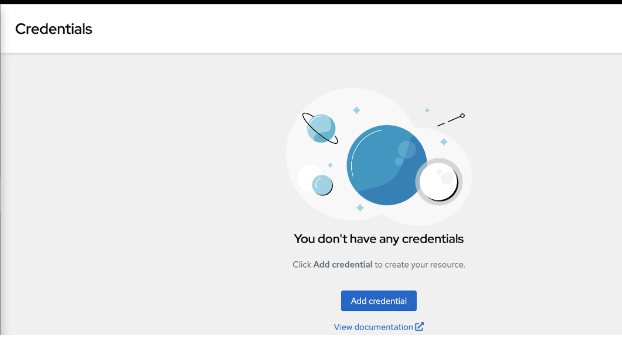 Credentials
You don't have any credentials
Click Add credential to create your resource.
Add credential
View documentation